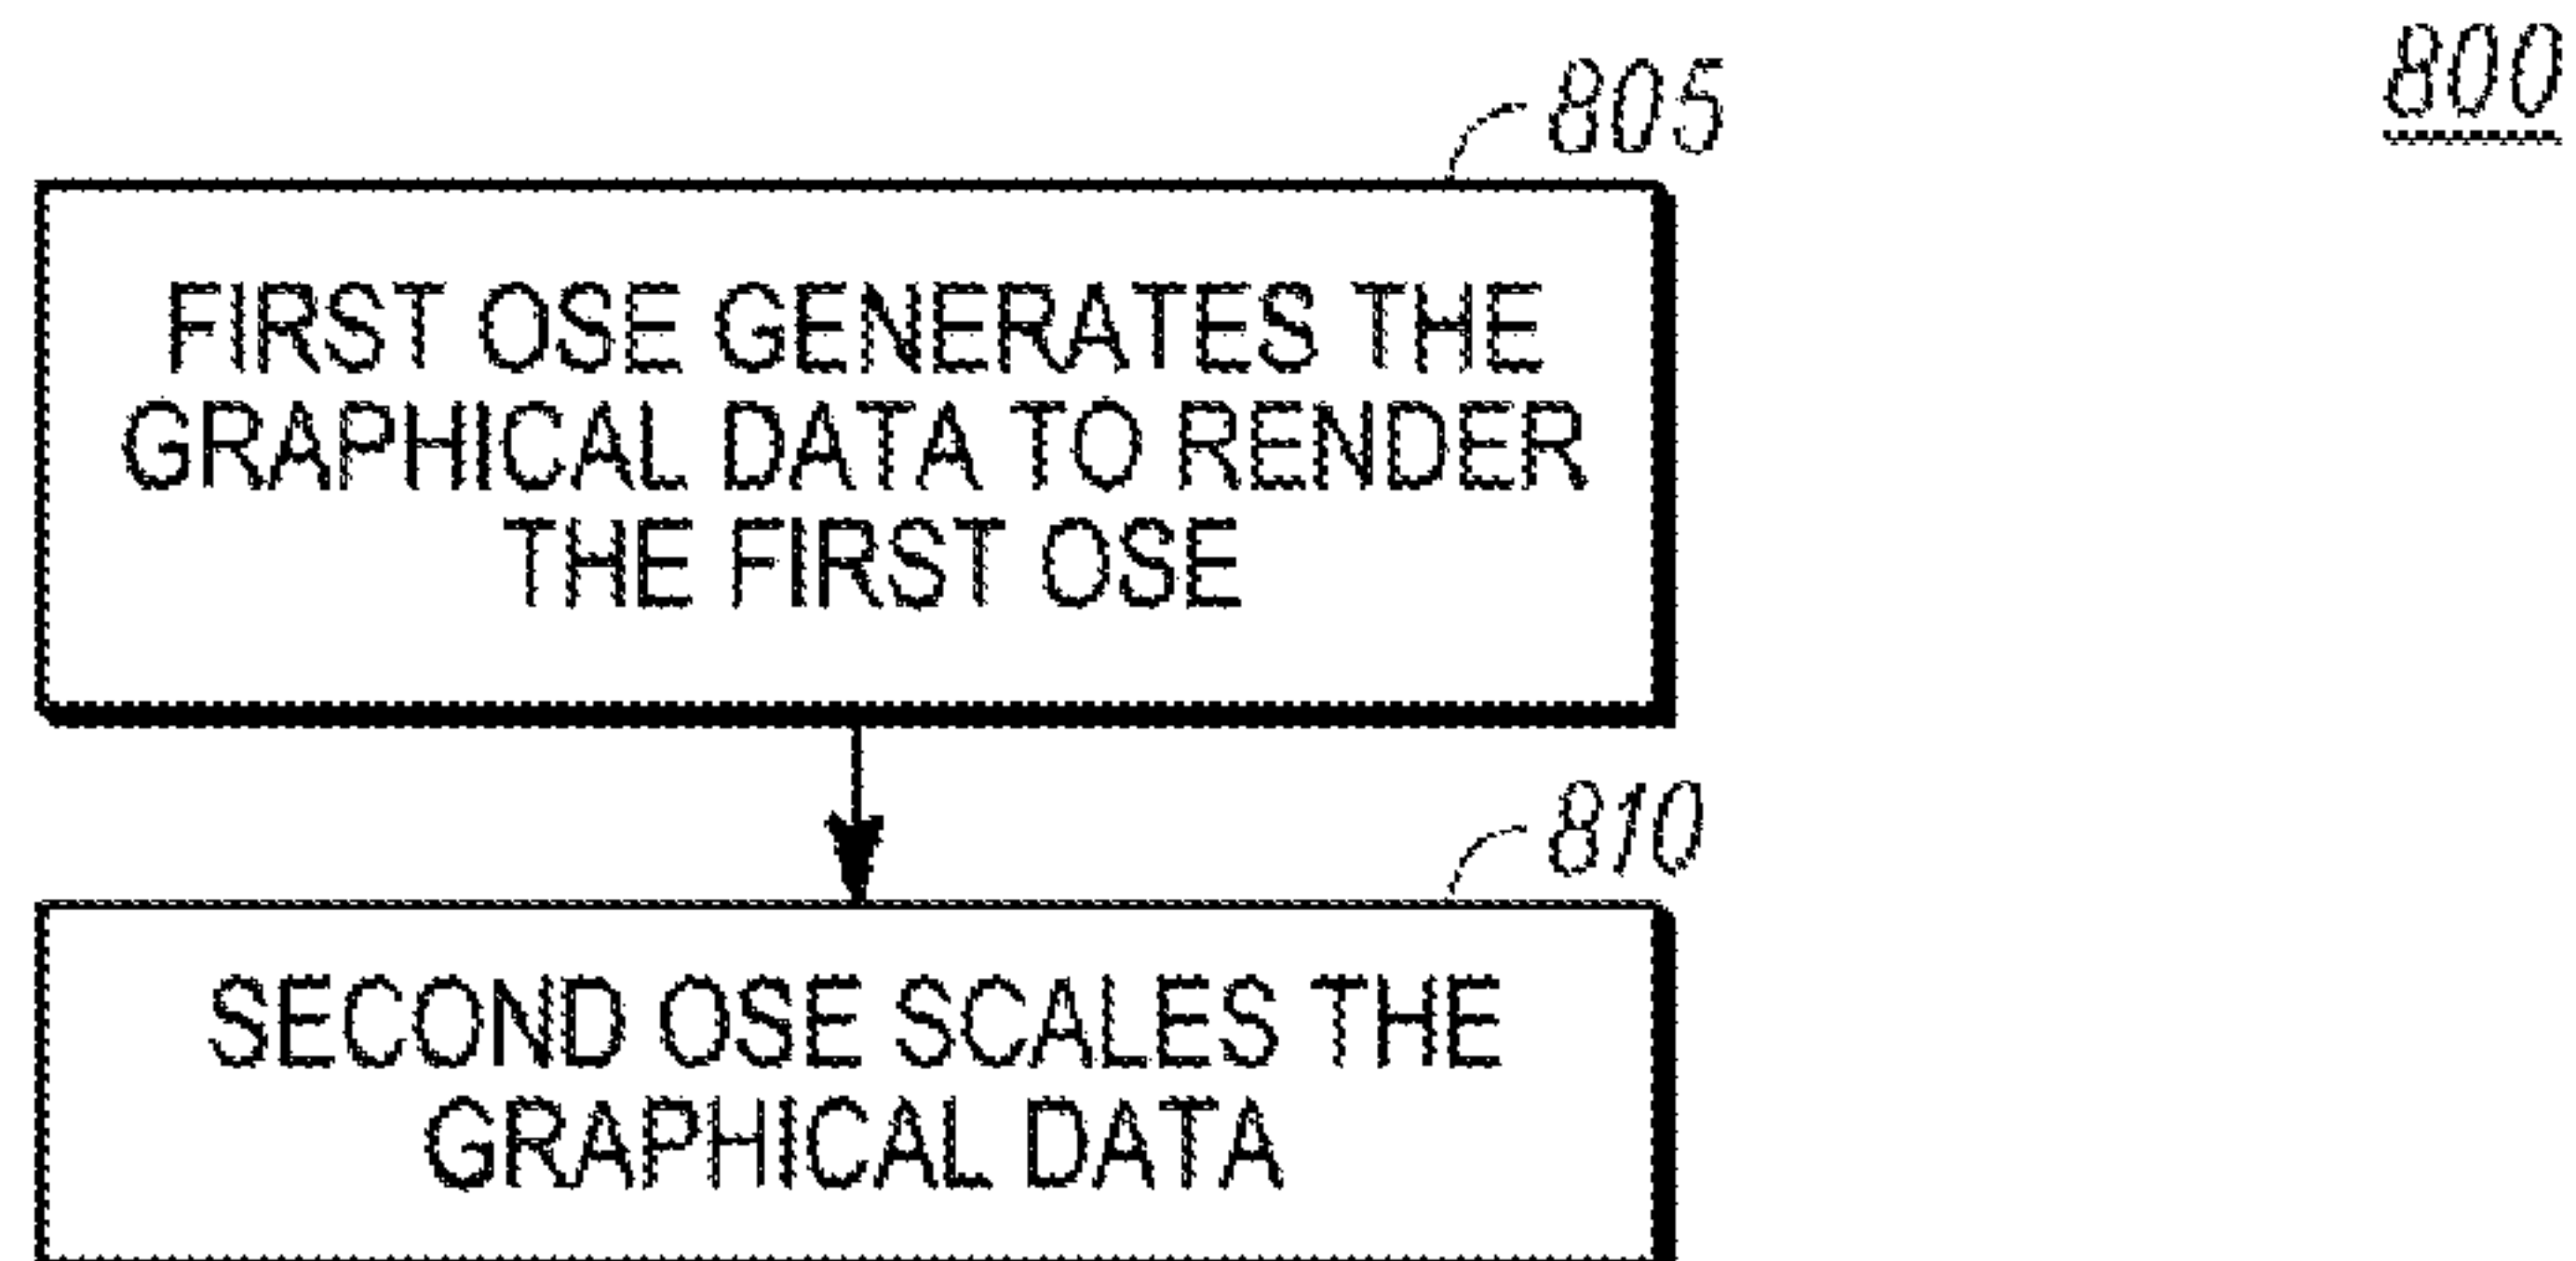 800
805
FIRST OSE GENERATES THE
GRAPHICAL DATA TO RENDER
THE FIRST OSE
810
SECOND OSE SCALES THE
GRAPHICAL DATA